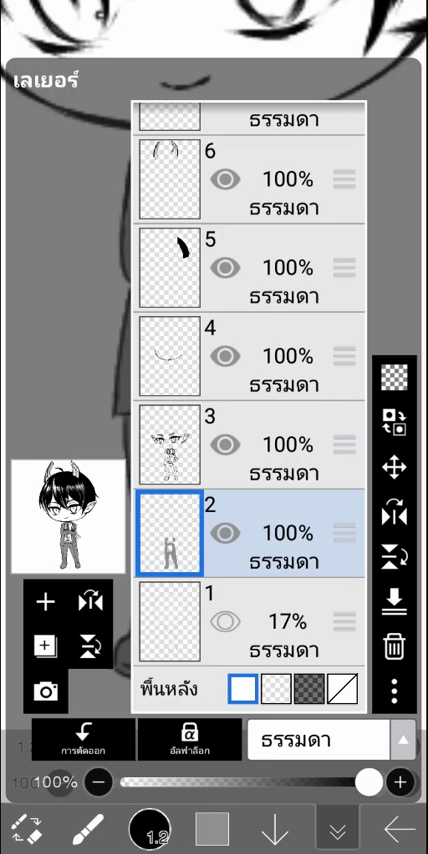 เลเยอร์
ธรรมดา
6
100%
ธรรมดา
5
100%
ธรรมดา
4
100%
ธรรมดา
3
100%
ธรรมดา
2
100%
ธรรมดา
1
17%
ธรรมดา
พื้นหลัง
การตัดออก
α
อัลฟาล็อก
ธรรมดา
100%
1.2